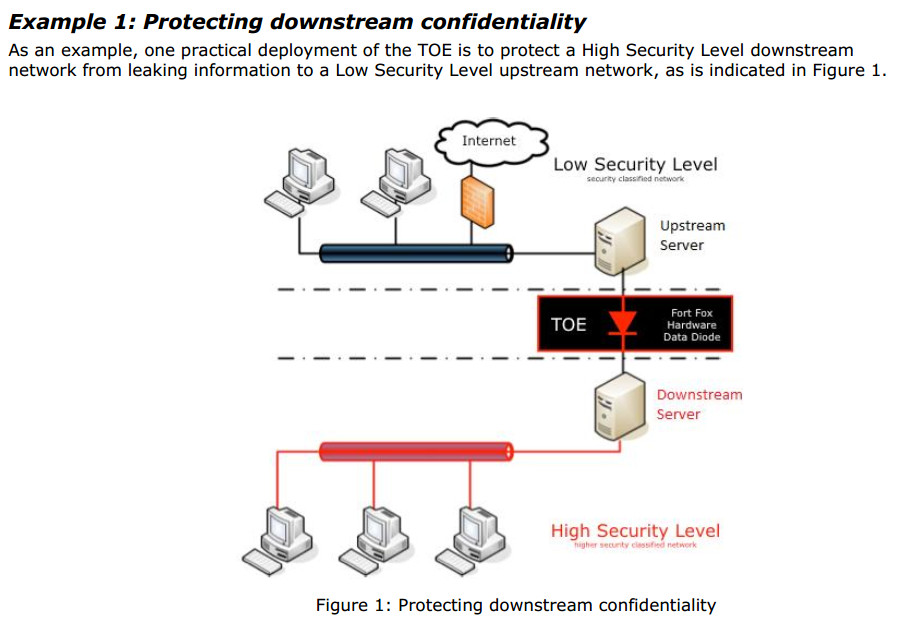 Example 1: Protecting downstream confidentiality
As an example, one practical deployment of the TOE is to protect a High Security Level downstream
network from leaking information to a Low Security Level upstream network, as is indicated in Figure 1.
Internet
Low Security Level
security classified network
Upstream
Server
TOE
Fort Fox
Hardware
Data Diode
Downstream
Server
High Security Level
higher security classified network
Figure 1: Protecting downstream confidentiality